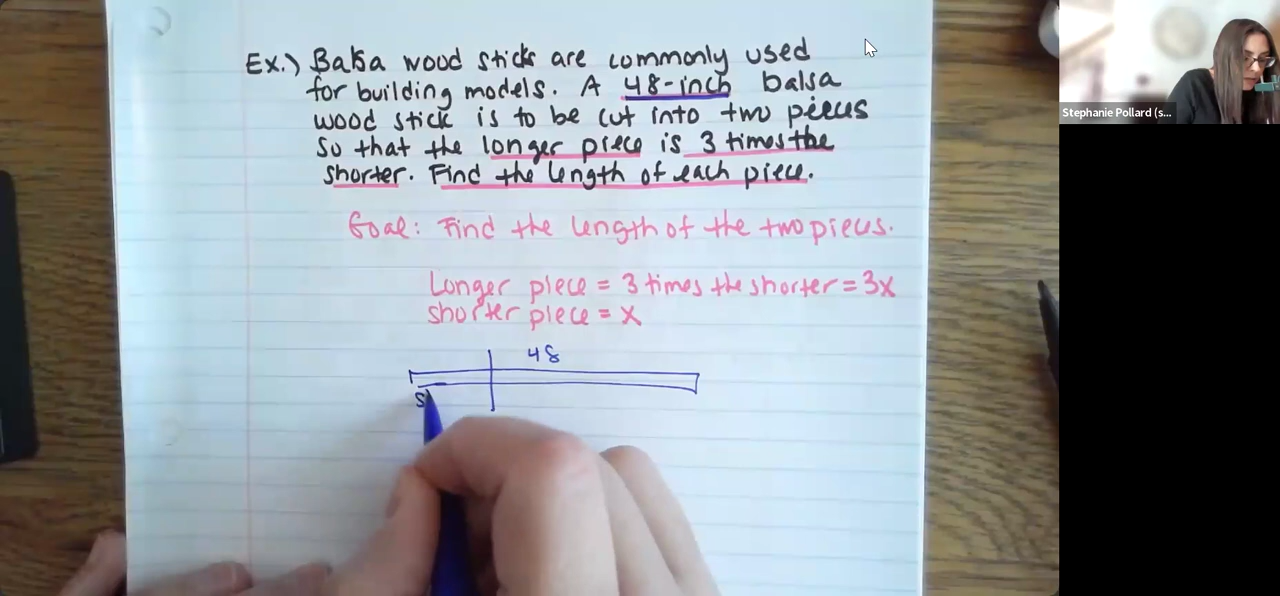 Ex.) Balsa wood sticks are commonly used
for building models. A 48-inch balsa
wood stick is to be cut into two pieces
so that the longer piece is 3 times the
shorter. Find the length of each piece.
Goal: Find the length of the two pieces.
Longer piece = 3 times the shorter = 3x
shorter piece = x
48
S
Stephanie Pollard (s...